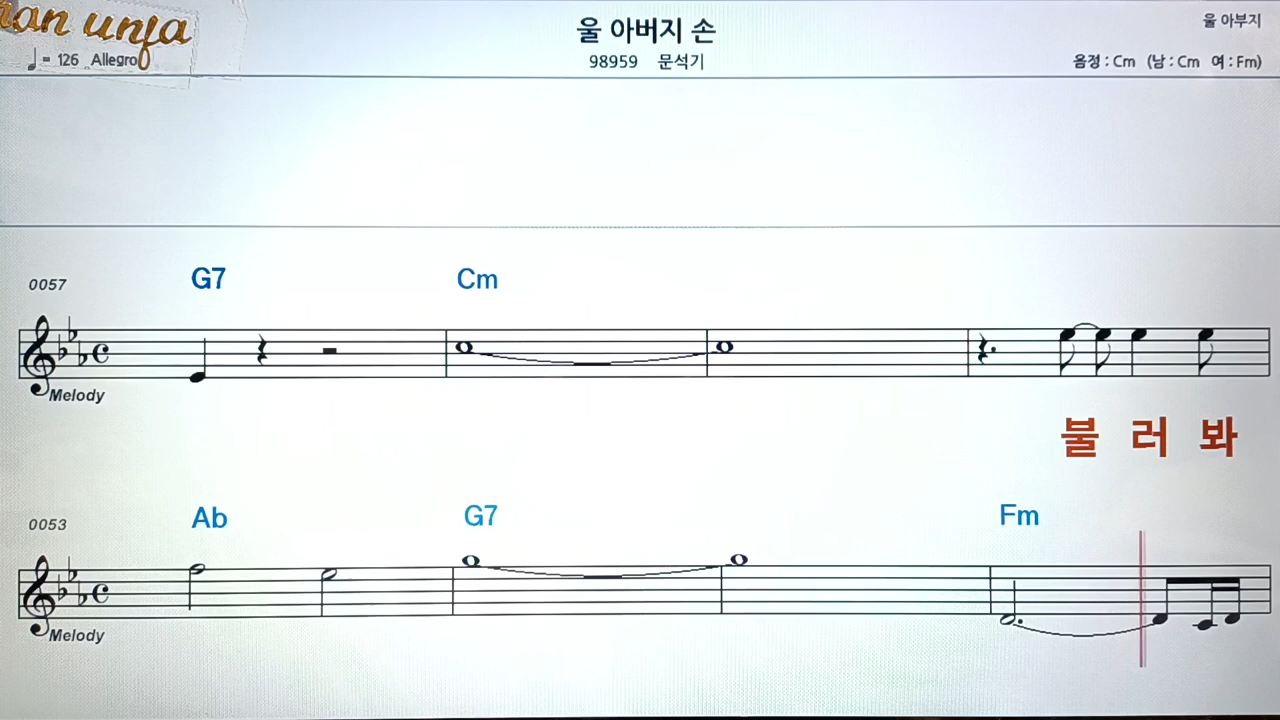 unja
울 아버지 손
울 아부지
♩ = 126 Allegro
98959 문석기
음정 : Cm (남 : Cm 여 : Fm)
0057
G7 Cm
Melody
불 러 봐
0053
Ab G7 Fm
Melody